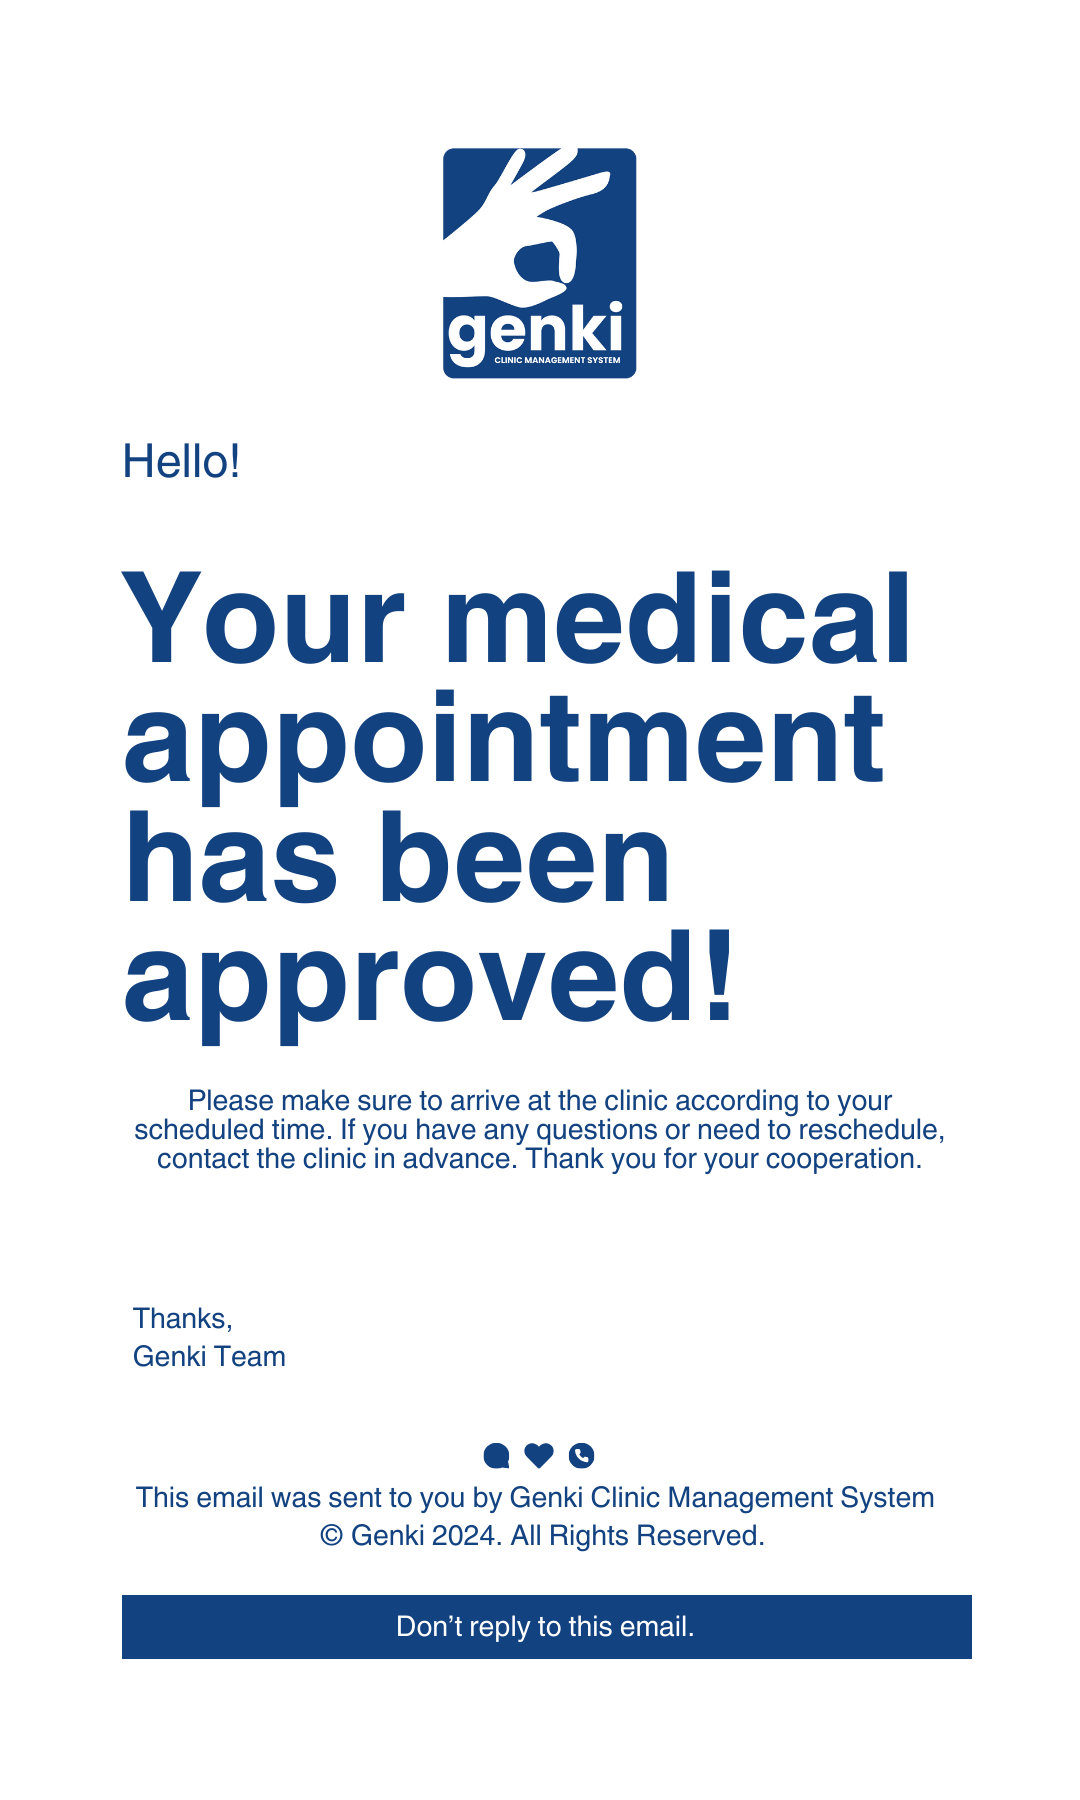 genki
CLINIC MANAGEMENT SYSTEM
Hello!
Your medical
appointment
has been
approved!
Please make sure to arrive at the clinic according to your
scheduled time. If you have any questions or need to reschedule,
contact the clinic in advance. Thank you for your cooperation.
Thanks,
Genki Team
This email was sent to you by Genki Clinic Management System
© Genki 2024. All Rights Reserved.
Don’t reply to this email.